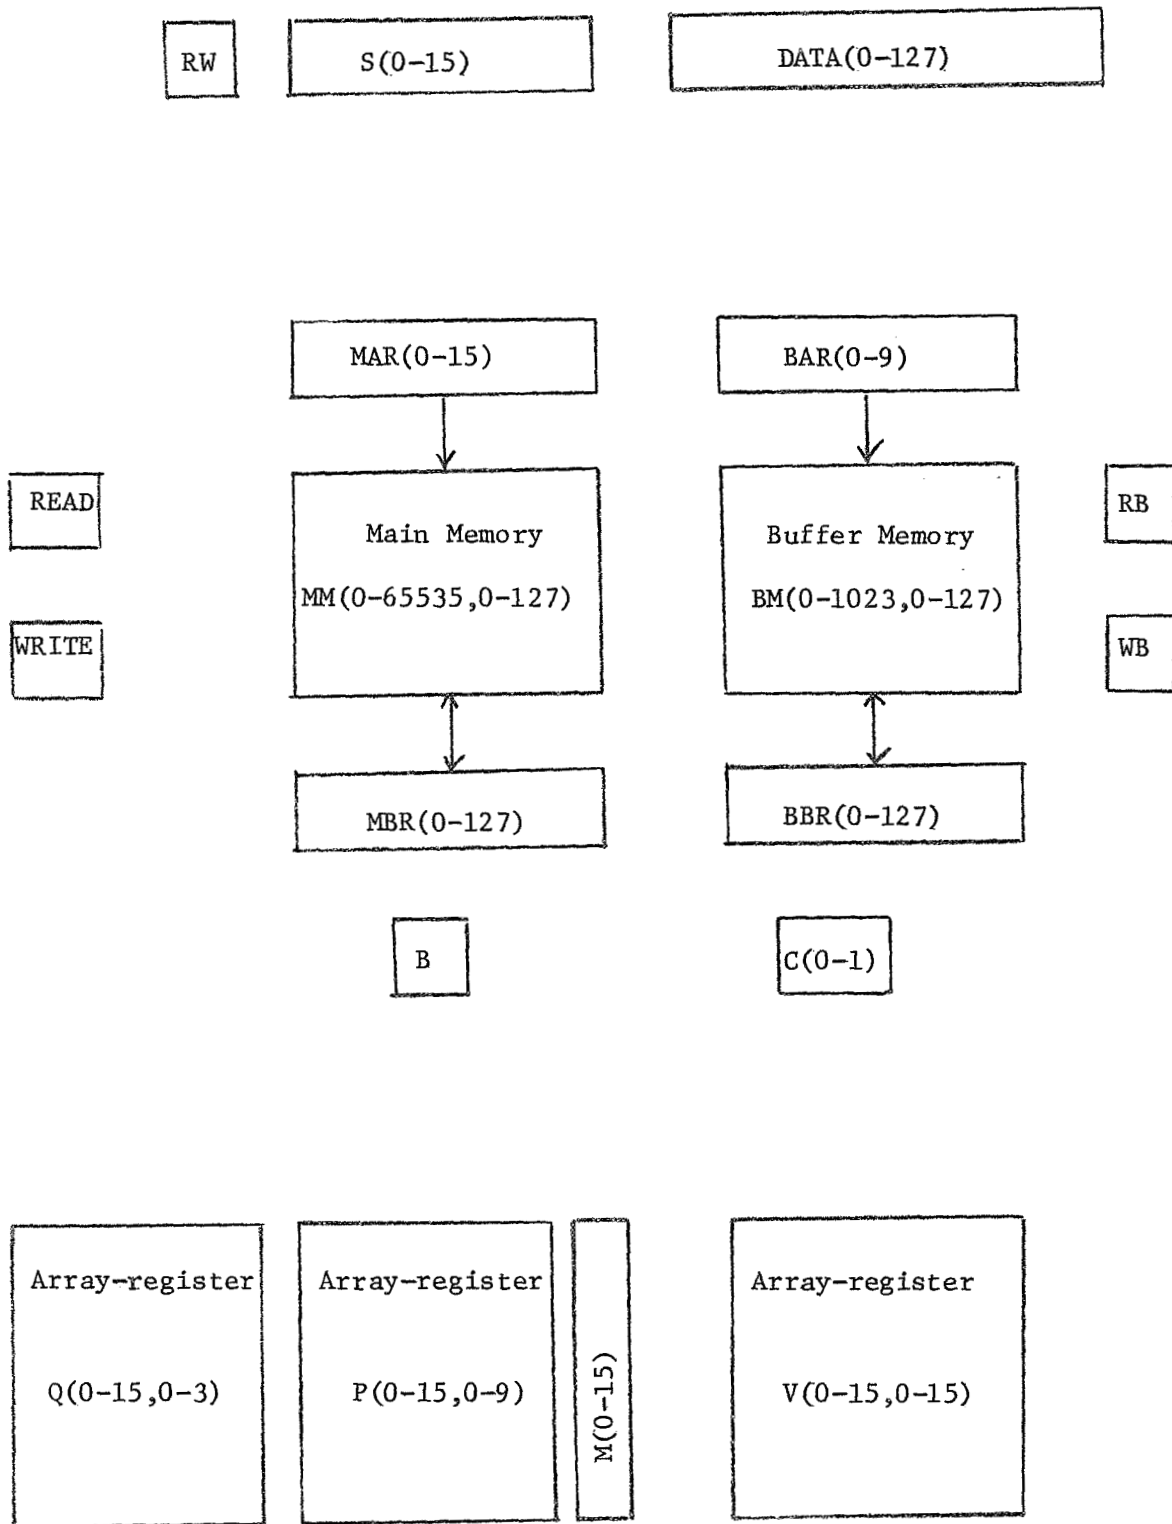 RW
S(0-15)
DATA(0-127)
MAR(0-15)
BAR(0-9)
READ
Main Memory
MM(0-65535,0-127)
Buffer Memory
BM(0-1023,0-127)
RB
WRITE
WB
MBR(0-127)
BBR(0-127)
B
C(0-1)
Array-register
Q(0-15,0-3)
Array-register
P(0-15,0-9)
M(0-15)
Array-register
V(0-15,0-15)